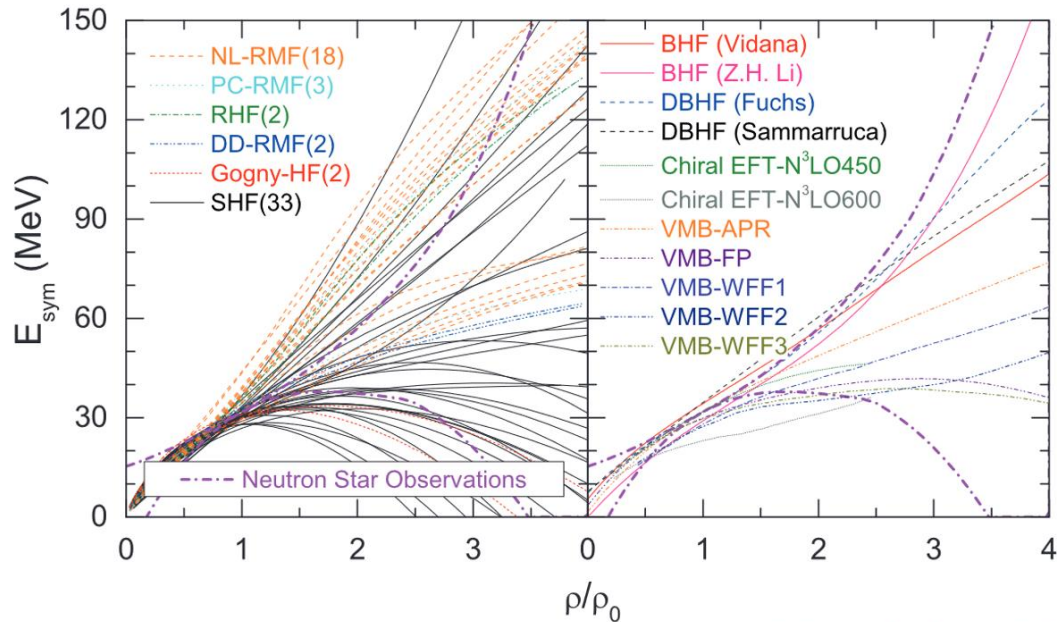 E_sym (MeV)
150
120
90
60
30
0
NL-RMF(18)
PC-RMF(3)
RHF(2)
DD-RMF(2)
Gogny-HF(2)
SHF(33)
Neutron Star Observations
BHF (Vidana)
BHF (Z.H. Li)
DBHF (Fuchs)
DBHF (Sammarruca)
Chiral EFT-N³LO450
Chiral EFT-N³LO600
VMB-APR
VMB-FP
VMB-WFF1
VMB-WFF2
VMB-WFF3
0 1 2 3 0 1 2 3 4
ρ/ρ₀